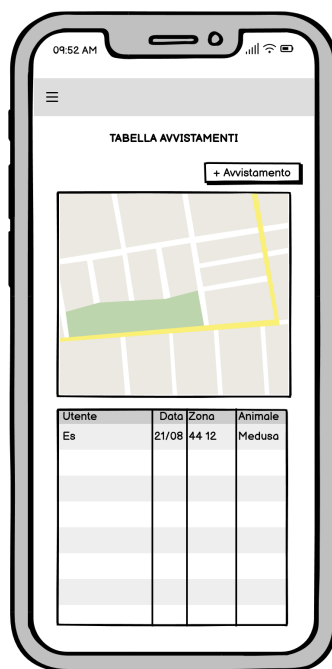 09:52 AM
TABELLA AVVISTAMENTI
+ Avvistamento
Utente Data Zona Animale
Es 21/08 44 12 Medusa